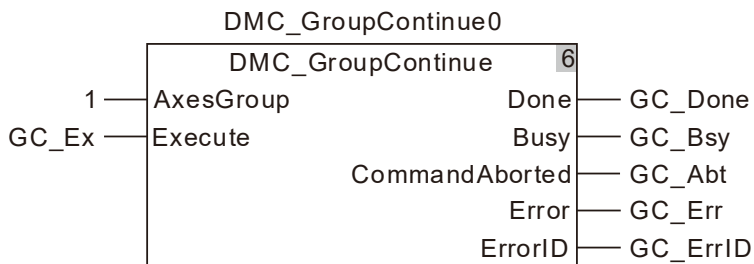 DMC_GroupContinue0
DMC_GroupContinue 6
1 AxesGroup Done GC_Done
GC_Ex Execute Busy GC_Bsy
CommandAborted GC_Abt
Error GC_Err
ErrorID GC_ErrID